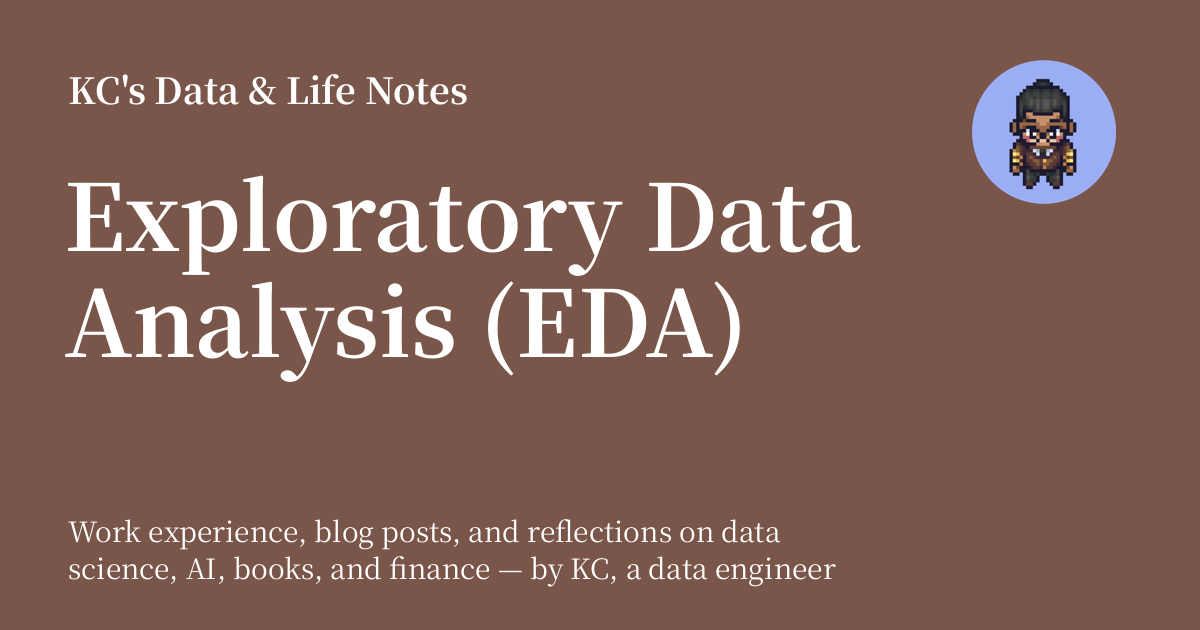 KC's Data & Life Notes
Exploratory Data
Analysis (EDA)
Work experience, blog posts, and reflections on data
science, AI, books, and finance — by KC, a data engineer